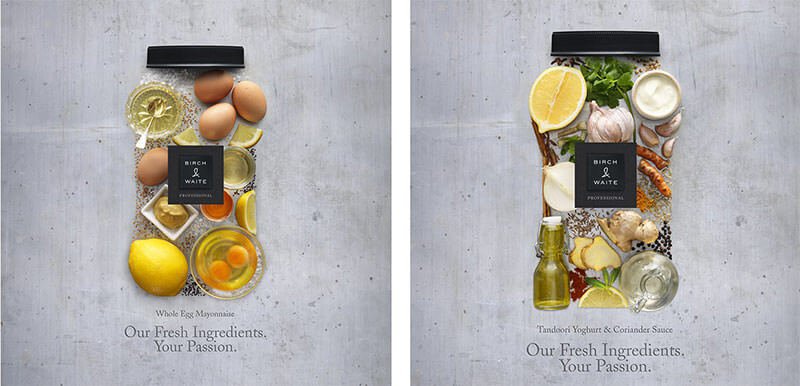 BIRCH
&
WAITE
PROFESSIONAL
Whole Egg Mayonnaise
Our Fresh Ingredients.
Your Passion.
BIRCH
&
WAITE
PROFESSIONAL
Tandoori Yoghurt & Coriander Sauce
Our Fresh Ingredients.
Your Passion.